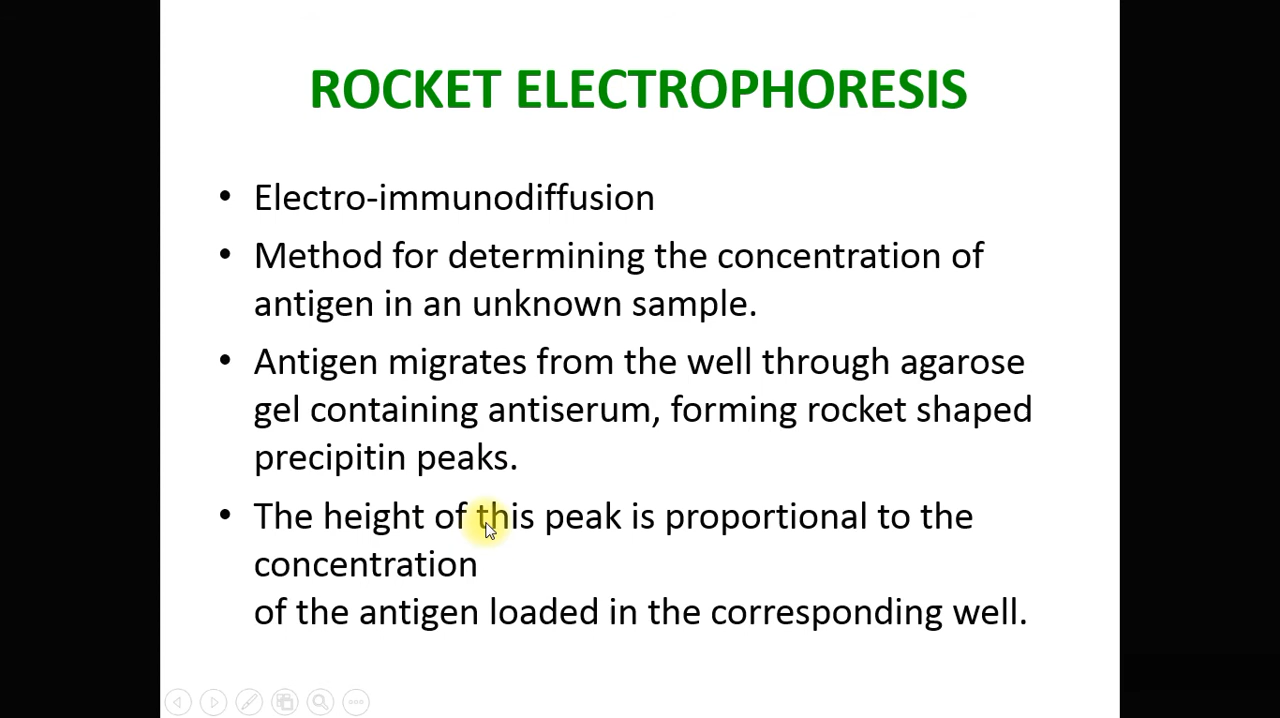 ROCKET ELECTROPHORESIS
• Electro-immunodiffusion
• Method for determining the concentration of
antigen in an unknown sample.
• Antigen migrates from the well through agarose
gel containing antiserum, forming rocket shaped
precipitin peaks.
• The height of this peak is proportional to the
concentration
of the antigen loaded in the corresponding well.